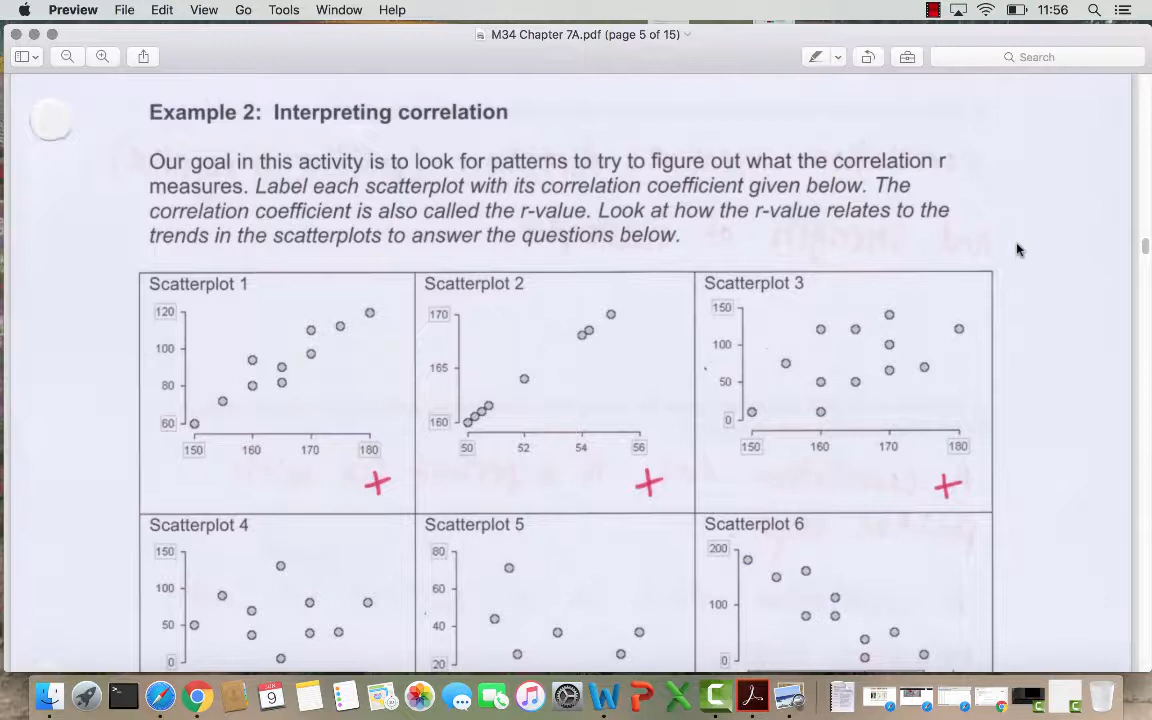 Preview File Edit View Go Tools Window Help 11:56
M34 Chapter 7A.pdf (page 5 of 15)
Search
Example 2: Interpreting correlation
Our goal in this activity is to look for patterns to try to figure out what the correlation r
measures. Label each scatterplot with its correlation coefficient given below. The
correlation coefficient is also called the r-value. Look at how the r-value relates to the
trends in the scatterplots to answer the questions below.
Scatterplot 1
120
100
80
60
150 160 170 180
+
Scatterplot 2
170
165
160
50 52 54 56
+
Scatterplot 3
150
100
50
0
150 160 170 180
+
Scatterplot 4
150
100
50
0
Scatterplot 5
80
60
40
20
Scatterplot 6
200
100
0
9